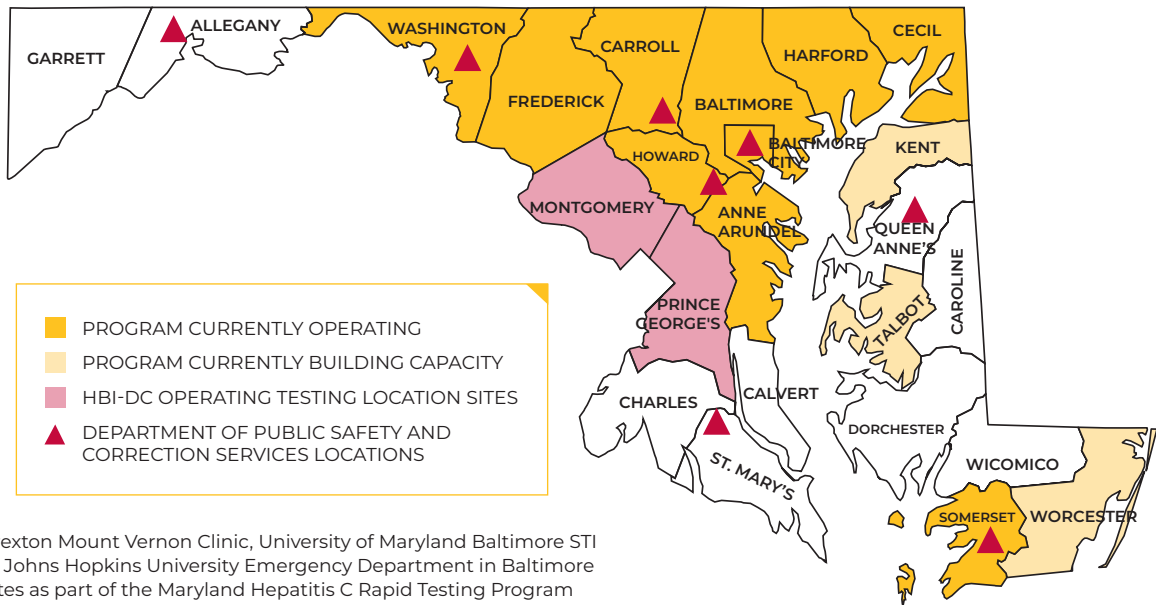 GARRETT
ALLEGANY
WASHINGTON
FREDERICK
CARROLL
BALTIMORE
HARFORD
CECIL
HOWARD
BALTIMORE
CITY
KENT
MONTGOMERY
ANNE
ARUNDEL
QUEEN
ANNE'S
CAROLINE
TALBOT
PRINCE
GEORGE'S
CHARLES
CALVERT
ST. MARY'S
DORCHESTER
WICOMICO
SOMERSET
WORCESTER
PROGRAM CURRENTLY OPERATING
PROGRAM CURRENTLY BUILDING CAPACITY
HBI-DC OPERATING TESTING LOCATION SITES
DEPARTMENT OF PUBLIC SAFETY AND
CORRECTION SERVICES LOCATIONS
Mount Vernon Clinic, University of Maryland Baltimore STI
Johns Hopkins University Emergency Department in Baltimore
as part of the Maryland Hepatitis C Rapid Testing Program